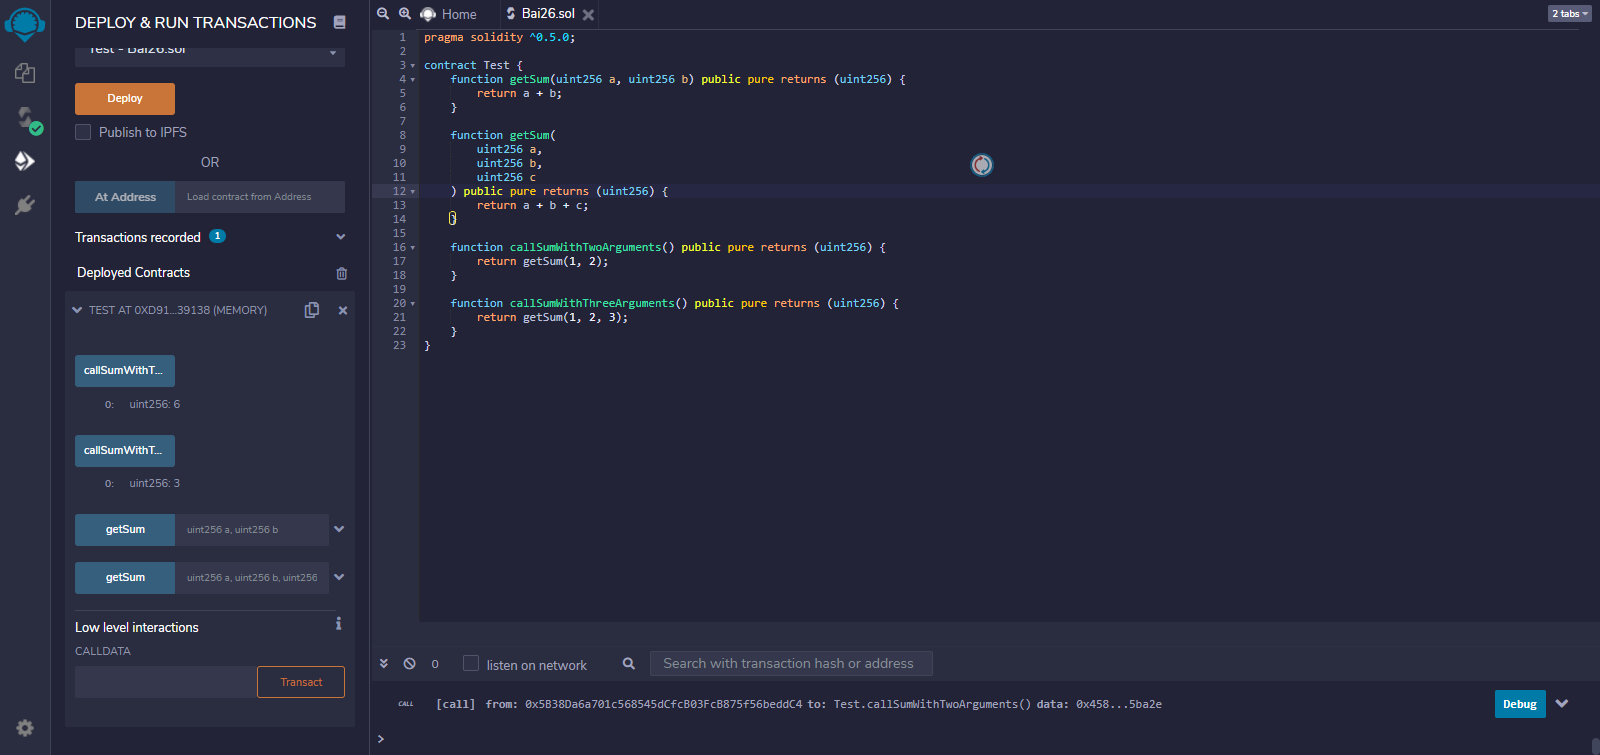 DEPLOY & RUN TRANSACTIONS
Test - Bai26.sol
Deploy
Publish to IPFS
OR
At Address
Load contract from Address
Transactions recorded 1
Deployed Contracts
TEST AT 0XD91...39138 (MEMORY)
callSumWithT...
0: uint256: 6
callSumWithT...
0: uint256: 3
getSum
uint256 a, uint256 b
getSum
uint256 a, uint256 b, uint256
Low level interactions
CALLDATA
Transact
Home
Bai26.sol
2 tabs
1 pragma solidity ^0.5.0;
2
3 contract Test {
4 function getSum(uint256 a, uint256 b) public pure returns (uint256) {
5 return a + b;
6 }
7
8 function getSum(
9 uint256 a,
10 uint256 b,
11 uint256 c
12 ) public pure returns (uint256) {
13 return a + b + c;
14 }
15
16 function callSumWithTwoArguments() public pure returns (uint256) {
17 return getSum(1, 2);
18 }
19
20 function callSumWithThreeArguments() public pure returns (uint256) {
21 return getSum(1, 2, 3);
22 }
23 }
0
listen on network
Search with transaction hash or address
CALL [call] from: 0x5B38Da6a701c568545dCfcB03FcB875f56beddC4 to: Test.callSumWithTwoArguments() data: 0x458...5ba2e
Debug
>